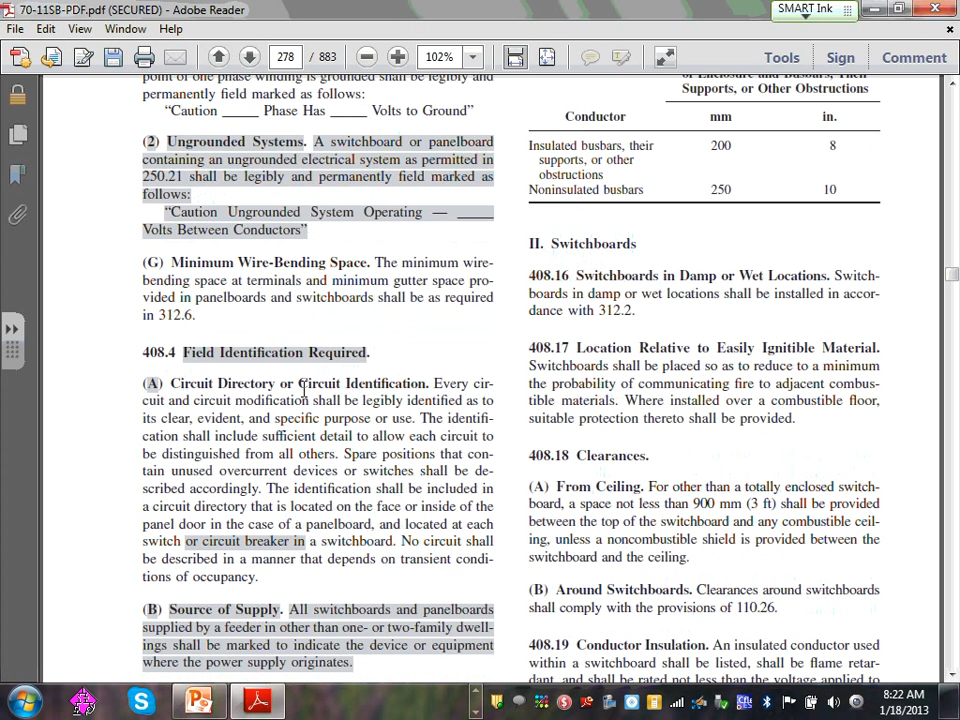 70-11SB-PDF.pdf (SECURED) - Adobe Reader
SMART Ink
File Edit View Window Help
278 / 883 102% Tools Sign Comment
point of one phase winding is grounded shall be legibly and
permanently field marked as follows:
“Caution _____ Phase Has _____ Volts to Ground”
(2) Ungrounded Systems. A switchboard or panelboard
containing an ungrounded electrical system as permitted in
250.21 shall be legibly and permanently field marked as
follows:
“Caution Ungrounded System Operating — _____
Volts Between Conductors”
(G) Minimum Wire-Bending Space. The minimum wire-
bending space at terminals and minimum gutter space pro-
vided in panelboards and switchboards shall be as required
in 312.6.
408.4 Field Identification Required.
(A) Circuit Directory or Circuit Identification. Every cir-
cuit and circuit modification shall be legibly identified as to
its clear, evident, and specific purpose or use. The identifi-
cation shall include sufficient detail to allow each circuit to
be distinguished from all others. Spare positions that con-
tain unused overcurrent devices or switches shall be de-
scribed accordingly. The identification shall be included in
a circuit directory that is located on the face or inside of the
panel door in the case of a panelboard, and located at each
switch or circuit breaker in a switchboard. No circuit shall
be described in a manner that depends on transient condi-
tions of occupancy.
(B) Source of Supply. All switchboards and panelboards
supplied by a feeder in other than one- or two-family dwell-
ings shall be marked to indicate the device or equipment
where the power supply originates.
of Enclosure and Busbars, Their
Supports, or Other Obstructions
Conductor mm in.
Insulated busbars, their 200 8
supports, or other
obstructions
Noninsulated busbars 250 10
II. Switchboards
408.16 Switchboards in Damp or Wet Locations. Switch-
boards in damp or wet locations shall be installed in accor-
dance with 312.2.
408.17 Location Relative to Easily Ignitible Material.
Switchboards shall be placed so as to reduce to a minimum
the probability of communicating fire to adjacent combus-
tible materials. Where installed over a combustible floor,
suitable protection thereto shall be provided.
408.18 Clearances.
(A) From Ceiling. For other than a totally enclosed switch-
board, a space not less than 900 mm (3 ft) shall be provided
between the top of the switchboard and any combustible ceil-
ing, unless a noncombustible shield is provided between the
switchboard and the ceiling.
(B) Around Switchboards. Clearances around switchboards
shall comply with the provisions of 110.26.
408.19 Conductor Insulation. An insulated conductor used
within a switchboard shall be listed, shall be flame retar-
dant, and shall be rated not less than the voltage applied to
8:22 AM
1/18/2013